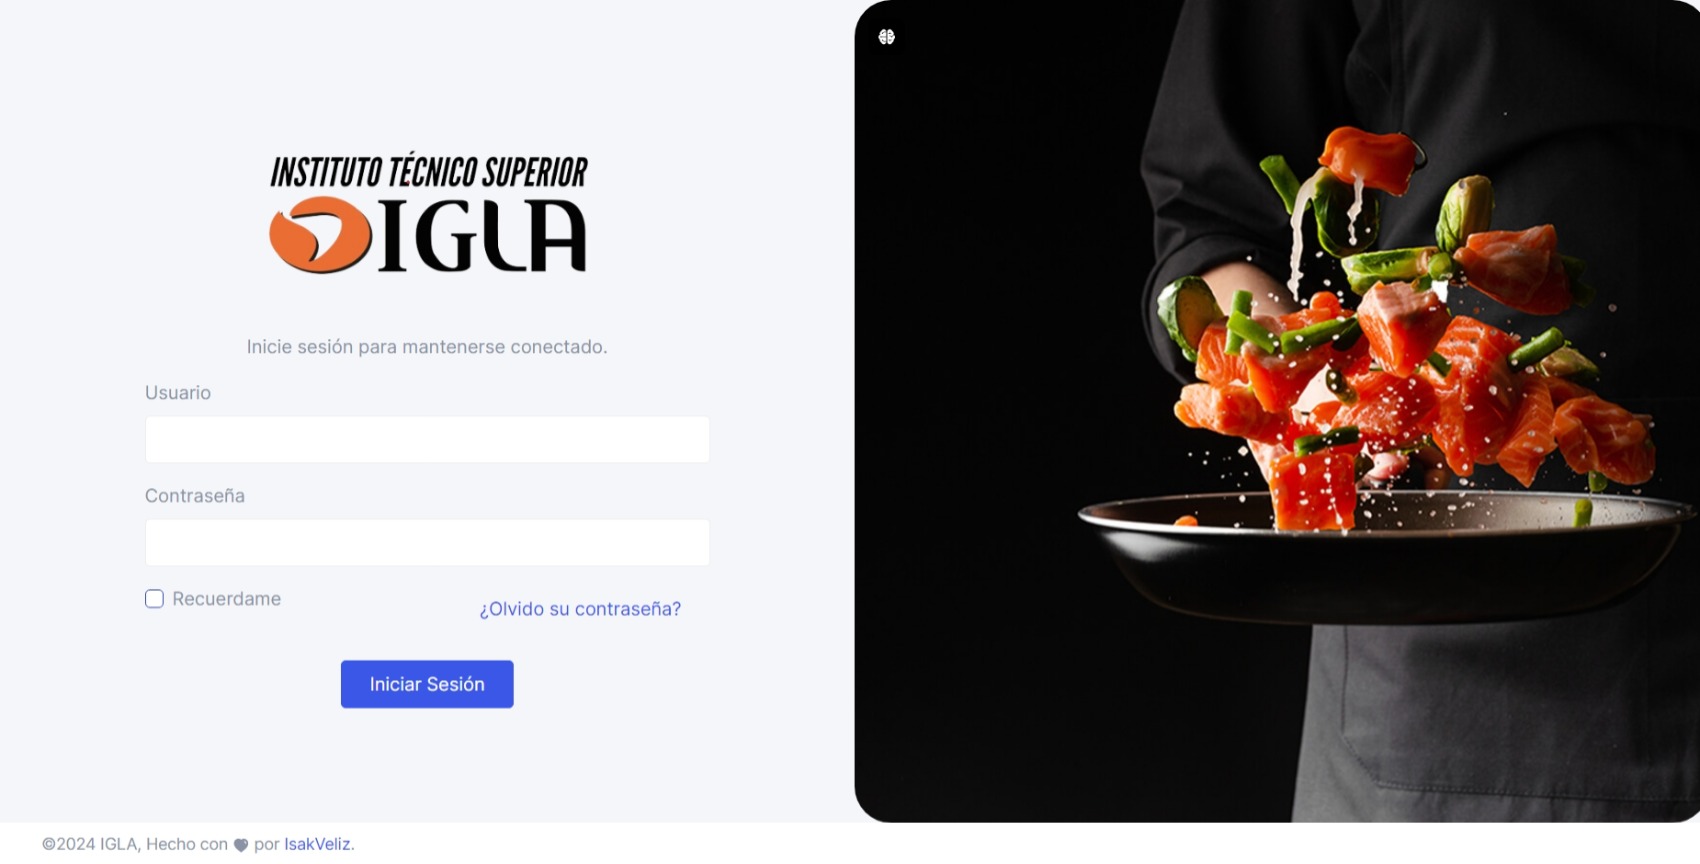 INSTITUTO TÉCNICO SUPERIOR
IGLA
Inicie sesión para mantenerse conectado.
Usuario
Contraseña
Recuerdame
¿Olvido su contraseña?
Iniciar Sesión
©2024 IGLA, Hecho con por IsakVeliz.